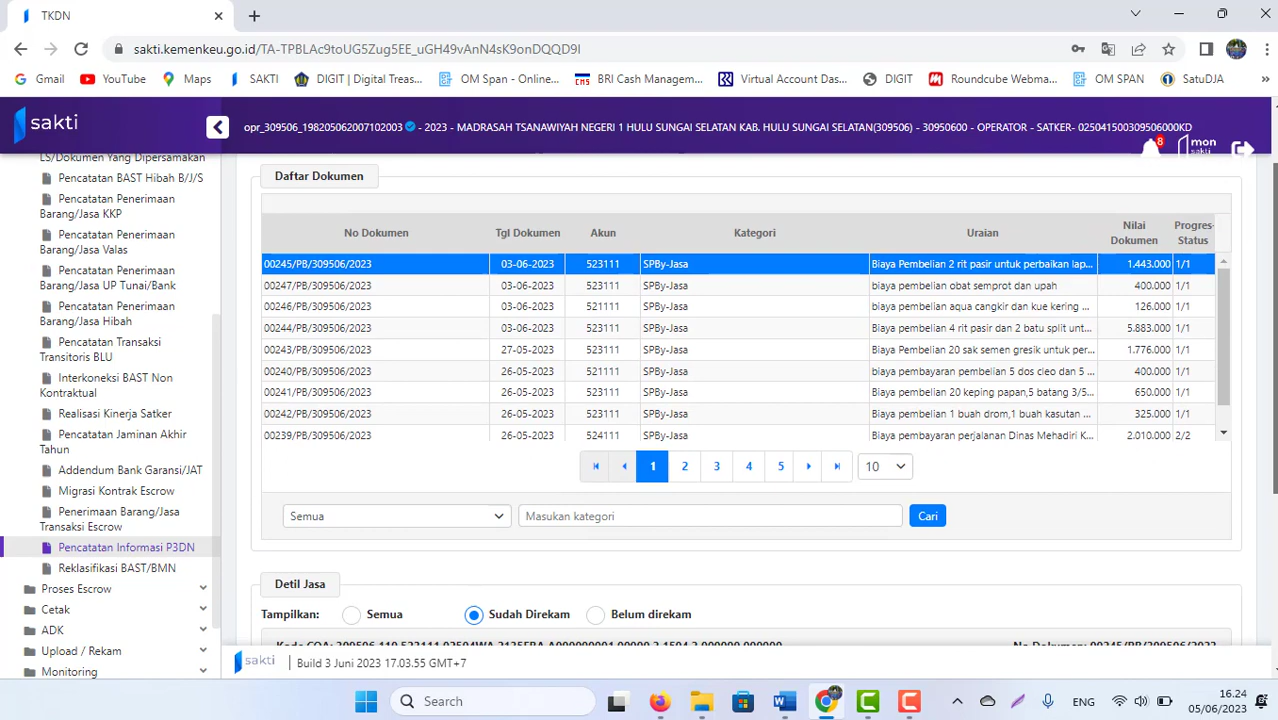 TKDN
sakti.kemenkeu.go.id/TA-TPBLAc9toUG5Zug5EE_uGH49vAnN4sK9onDQQD9I
Gmail YouTube Maps SAKTI DIGIT | Digital Treas... OM Span - Online... CMS BRI Cash Managem... Virtual Account Das... DIGIT Roundcube Webma... OM SPAN SatuDJA
sakti
opr_309506_198205062007102003 - 2023 - MADRASAH TSANAWIYAH NEGERI 1 HULU SUNGAI SELATAN KAB. HULU SUNGAI SELATAN(309506) - 30950600 - OPERATOR - SATKER- 025041500309506000KD
8
mon sakti
LS/Dokumen Yang Dipersamakan
Pencatatan BAST Hibah B/J/S
Pencatatan Penerimaan
Barang/Jasa KKP
Pencatatan Penerimaan
Barang/Jasa Valas
Pencatatan Penerimaan
Barang/Jasa UP Tunai/Bank
Pencatatan Penerimaan
Barang/Jasa Hibah
Pencatatan Transaksi
Transitoris BLU
Interkoneksi BAST Non
Kontraktual
Realisasi Kinerja Satker
Pencatatan Jaminan Akhir
Tahun
Addendum Bank Garansi/JAT
Migrasi Kontrak Escrow
Penerimaan Barang/Jasa
Transaksi Escrow
Pencatatan Informasi P3DN
Reklasifikasi BAST/BMN
Proses Escrow
Cetak
ADK
Upload / Rekam
Monitoring
Daftar Dokumen
No Dokumen Tgl Dokumen Akun Kategori Uraian Nilai Dokumen Progres- Status
00245/PB/309506/2023 03-06-2023 523111 SPBy-Jasa Biaya Pembelian 2 rit pasir untuk perbaikan lap... 1.443.000 1/1
00247/PB/309506/2023 03-06-2023 523111 SPBy-Jasa biaya pembelian obat semprot dan upah 400.000 1/1
00246/PB/309506/2023 03-06-2023 521111 SPBy-Jasa biaya pembelian aqua cangkir dan kue kering ... 126.000 1/1
00244/PB/309506/2023 03-06-2023 523111 SPBy-Jasa biaya pembelian 4 rit pasir dan 2 batu split unt... 5.883.000 1/1
00243/PB/309506/2023 27-05-2023 523111 SPBy-Jasa Biaya Pembelian 20 sak semen gresik untuk per... 1.776.000 1/1
00240/PB/309506/2023 26-05-2023 521111 SPBy-Jasa biaya pembayaran pembelian 5 dos cleo dan 5 ... 400.000 1/1
00241/PB/309506/2023 26-05-2023 523111 SPBy-Jasa Biaya pembelian 20 keping papan,5 batang 3/5... 650.000 1/1
00242/PB/309506/2023 26-05-2023 523111 SPBy-Jasa Biaya pembelian 1 buah drom,1 buah kasutan ... 325.000 1/1
00239/PB/309506/2023 26-05-2023 524111 SPBy-Jasa Biaya pembayaran perjalanan Dinas Mehadiri K... 2.010.000 2/2
1 2 3 4 5 10
Semua Masukan kategori Cari
Detil Jasa
Tampilkan: Semua Sudah Direkam Belum direkam
sakti Build 3 Juni 2023 17.03.55 GMT+7
Search
ENG
16.24
05/06/2023